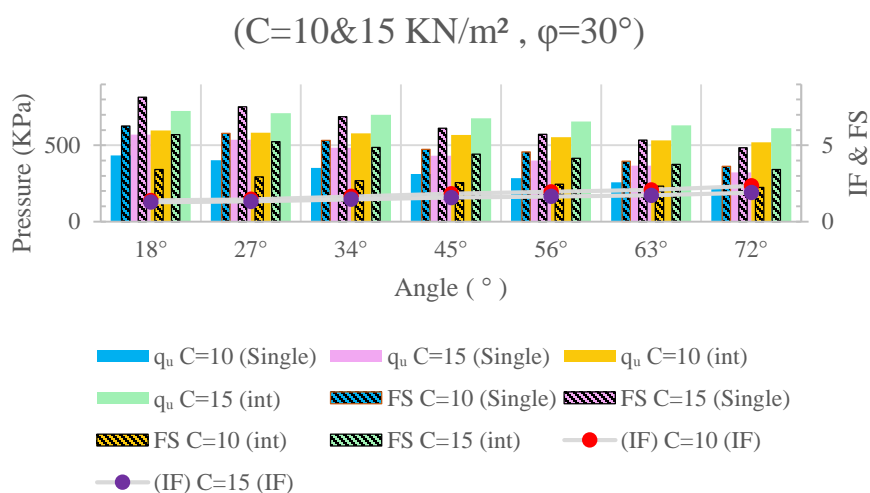 (C=10&15 KN/m² , φ=30°)
Pressure (KPa)
500
0
5
0
IF & FS
18° 27° 34° 45° 56° 63° 72°
Angle ( ° )
qᵤ C=10 (Single) qᵤ C=15 (Single) qᵤ C=10 (int)
qᵤ C=15 (int) FS C=10 (Single) FS C=15 (Single)
FS C=10 (int) FS C=15 (int) (IF) C=10 (IF)
(IF) C=15 (IF)